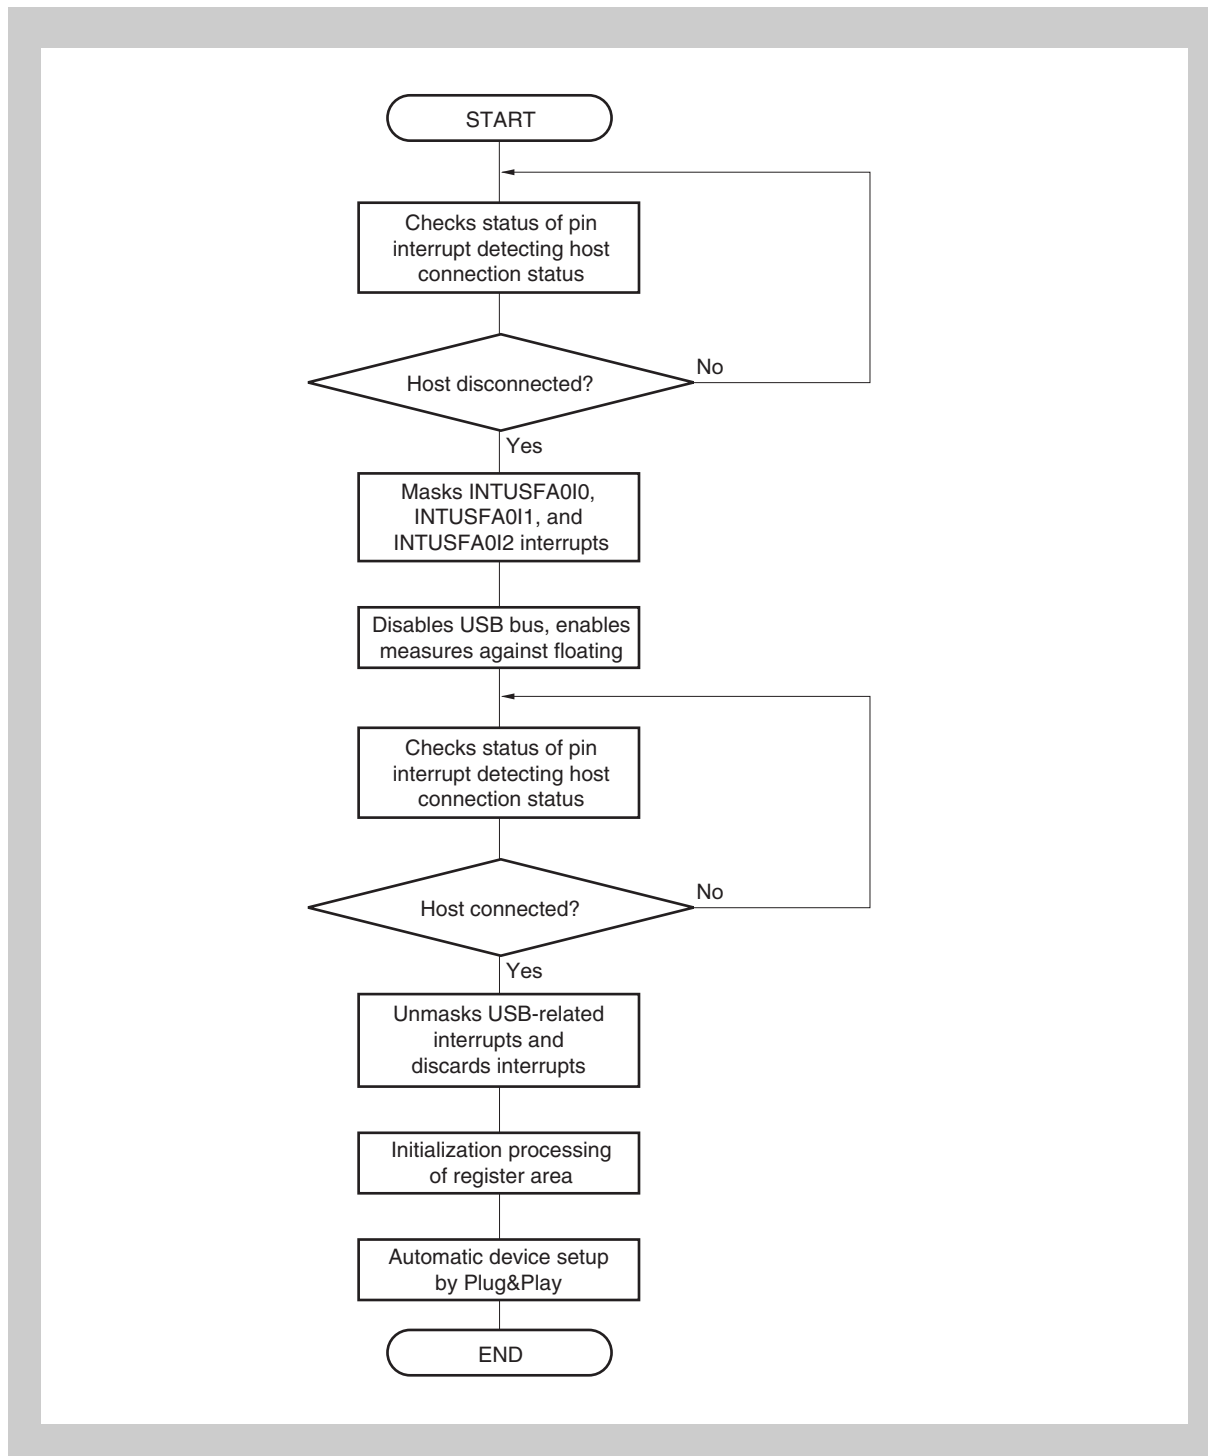 START
Checks status of pin
interrupt detecting host
connection status
Host disconnected?
No
Yes
Masks INTUSFA0I0,
INTUSFA0I1, and
INTUSFA0I2 interrupts
Disables USB bus, enables
measures against floating
Checks status of pin
interrupt detecting host
connection status
Host connected?
No
Yes
Unmasks USB-related
interrupts and
discards interrupts
Initialization processing
of register area
Automatic device setup
by Plug&Play
END